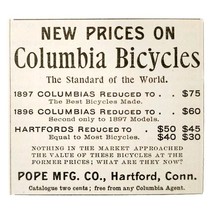 NEW PRICES ON
Columbia Bicycles
The Standard of the World.
1897 COLUMBIAS REDUCED TO . . $75
The Best Bicycles Made.
1896 COLUMBIAS REDUCED TO . . $60
Second only to 1897 Models.
HARTFORDS REDUCED TO . $50 $45
Equal to Most Bicycles. $40 $30
NOTHING IN THE MARKET APPROACHED
THE VALUE OF THESE BICYCLES AT THE
FORMER PRICES; WHAT ARE THEY NOW?
POPE MFG. CO., Hartford, Conn.
Catalogue two cents; free from any Columbia Agent.